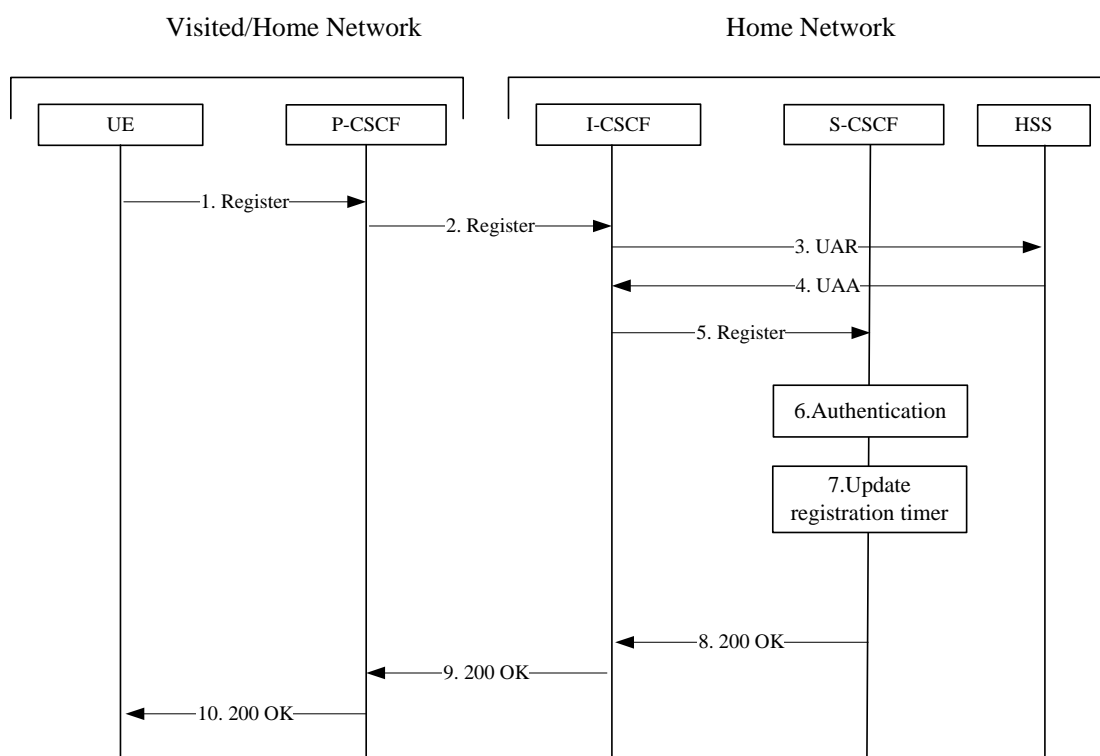 Visited/Home Network
Home Network
UE
P-CSCF
I-CSCF
S-CSCF
HSS
1. Register
2. Register
3. UAR
4. UAA
5. Register
6.Authentication
7.Update
registration timer
8. 200 OK
9. 200 OK
10. 200 OK